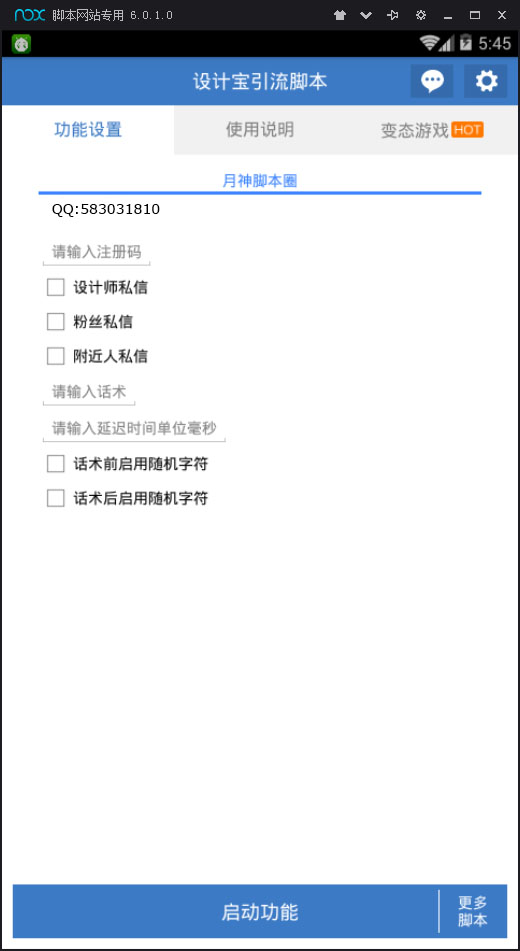 nox 脚本网站专用 6.0.1.0
5:45
设计宝引流脚本
功能设置 使用说明 变态游戏 HOT
月神脚本圈
QQ:583031810
请输入注册码
设计师私信
粉丝私信
附近人私信
请输入话术
请输入延迟时间单位毫秒
话术前启用随机字符
话术后启用随机字符
启动功能 更多
脚本